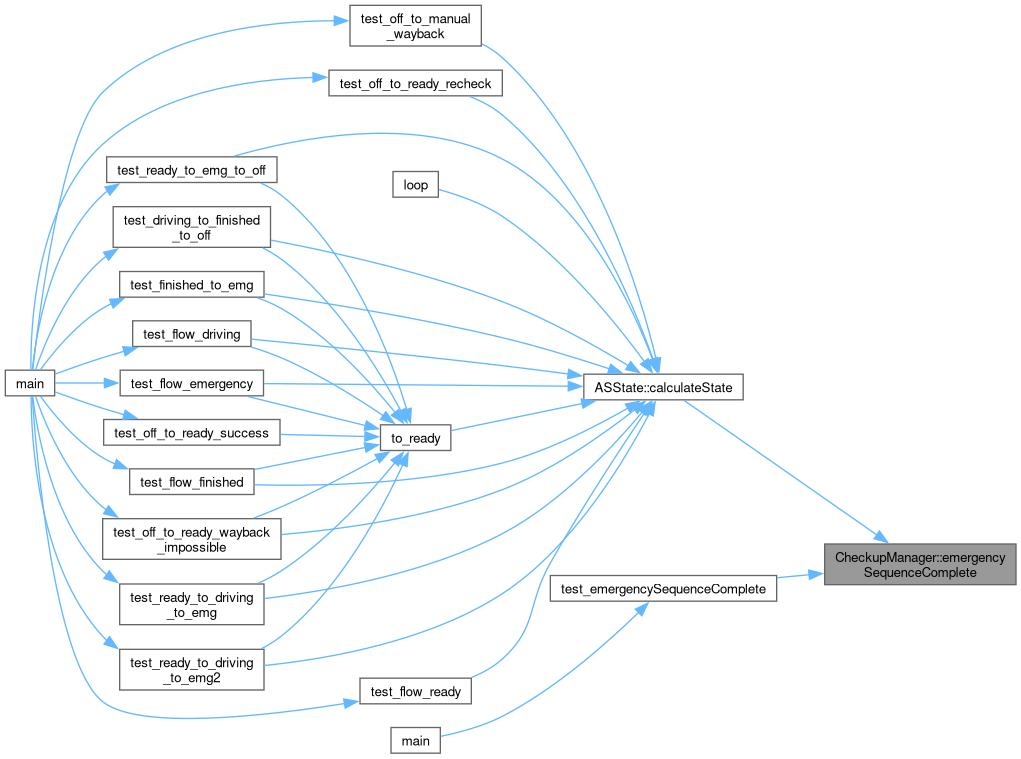 test_off_to_manual
_wayback
test_off_to_ready_recheck
test_ready_to_emg_to_off
loop
test_driving_to_finished
_to_off
test_finished_to_emg
test_flow_driving
main
test_flow_emergency
ASState::calculateState
test_off_to_ready_success
to_ready
test_flow_finished
test_off_to_ready_wayback
_impossible
CheckupManager::emergency
SequenceComplete
test_emergencySequenceComplete
test_ready_to_driving
_to_emg
test_ready_to_driving
_to_emg2
test_flow_ready
main